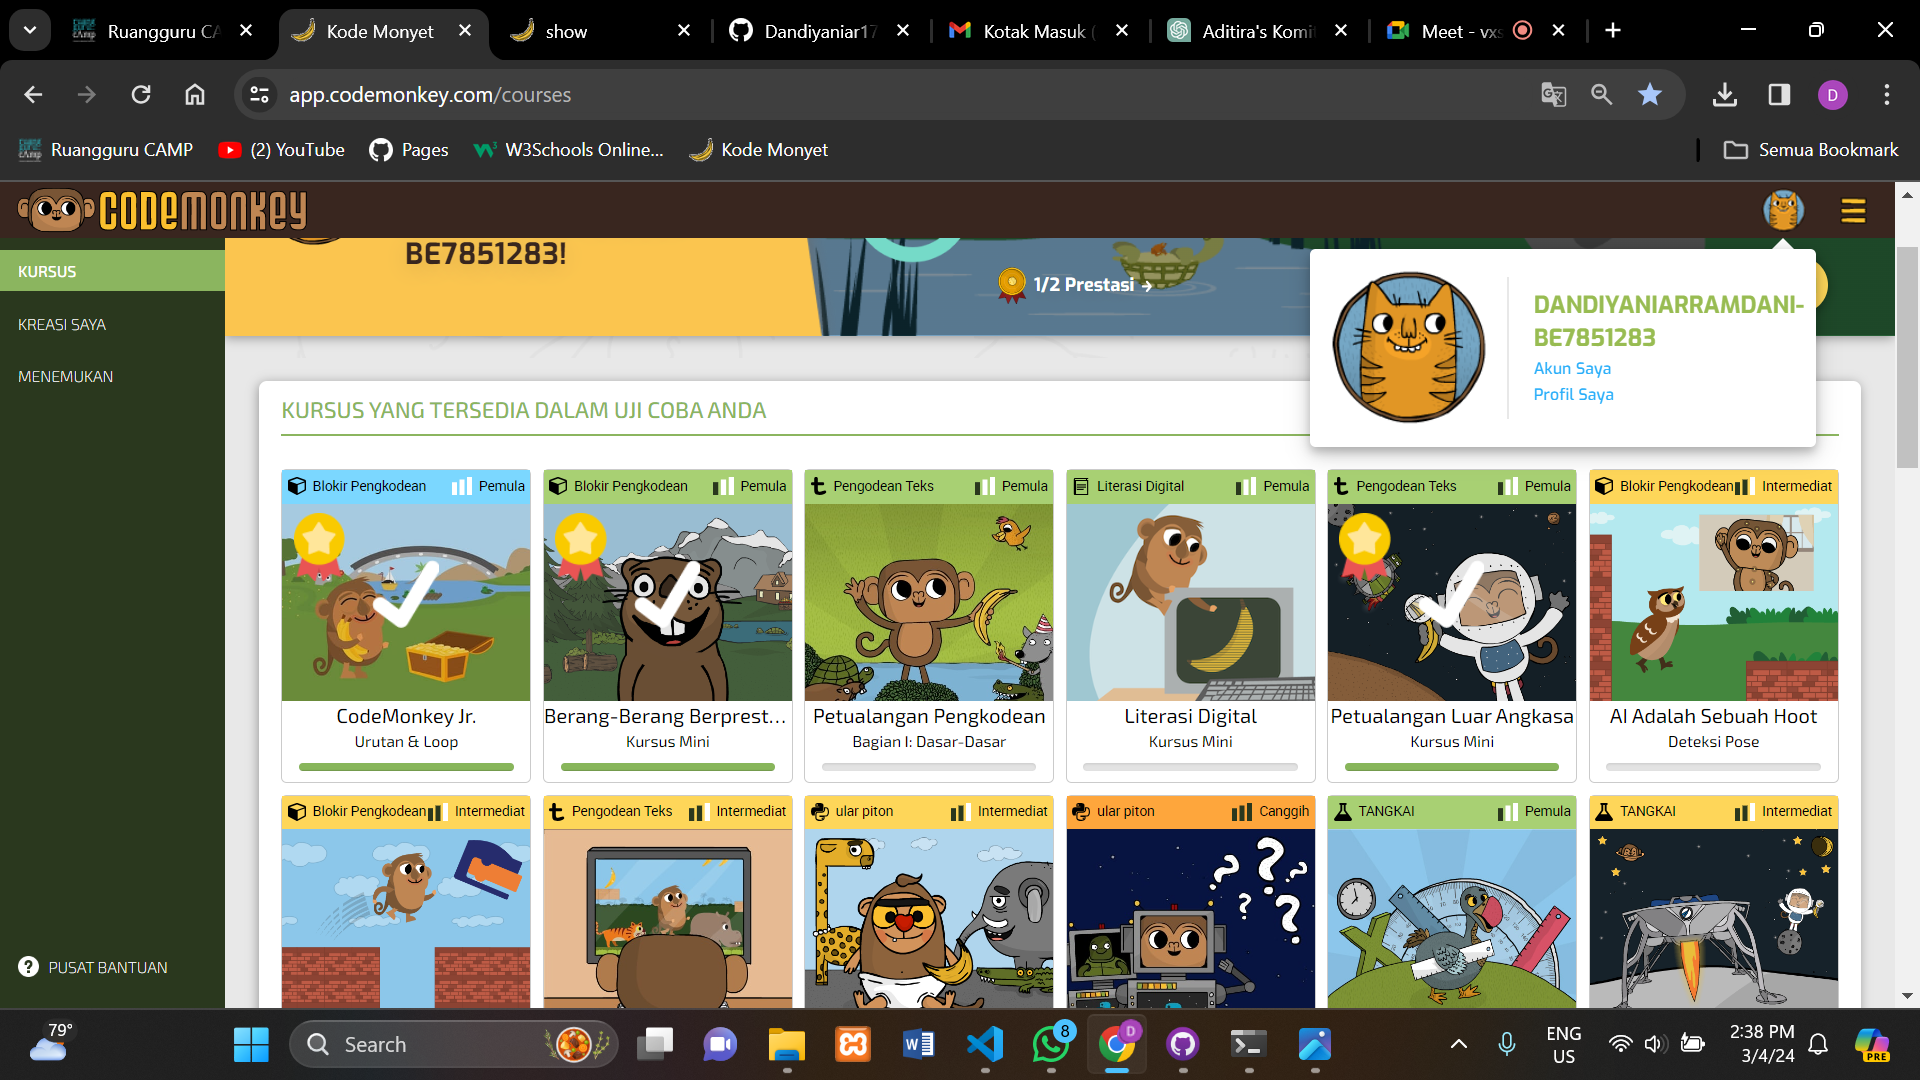 Ruangguru CA
Kode Monyet
show
Dandiyaniar17
Kotak Masuk (
Aditira's Komi
Meet - vxs
app.codemonkey.com/courses
D
Ruangguru CAMP
(2) YouTube
Pages
W3Schools Online...
Kode Monyet
Semua Bookmark
CODEMONKEY
KURSUS
KREASI SAYA
MENEMUKAN
PUSAT BANTUAN
BE7851283!
1/2 Prestasi →
DANDIYANIARRAMDANI-
BE7851283
Akun Saya
Profil Saya
KURSUS YANG TERSEDIA DALAM UJI COBA ANDA
Blokir Pengkodean Pemula
CodeMonkey Jr.
Urutan & Loop
Blokir Pengkodean Pemula
Berang-Berang Berprest...
Kursus Mini
Pengodean Teks Pemula
Petualangan Pengkodean
Bagian I: Dasar-Dasar
Literasi Digital Pemula
Literasi Digital
Kursus Mini
Pengodean Teks Pemula
Petualangan Luar Angkasa
Kursus Mini
Blokir Pengkodean Intermediat
AI Adalah Sebuah Hoot
Deteksi Pose
Blokir Pengkodean Intermediat
Pengodean Teks Intermediat
ular piton Intermediat
ular piton Canggih
? ? ? ?
TANGKAI Pemula
TANGKAI Intermediat
79°
Search
8
D
ENG
US
2:38 PM
3/4/24
PRE